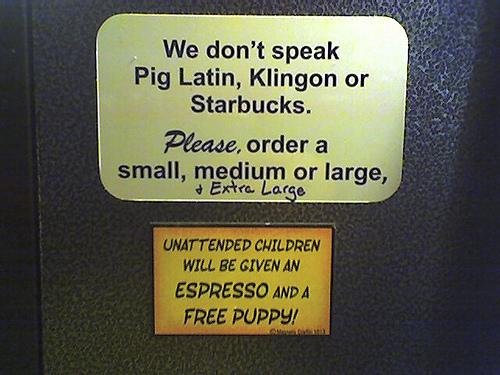 We don't speak
Pig Latin, Klingon or
Starbucks.
Please, order a
small, medium or large,
& Extra Large
UNATTENDED CHILDREN
WILL BE GIVEN AN
ESPRESSO AND A
FREE PUPPY!